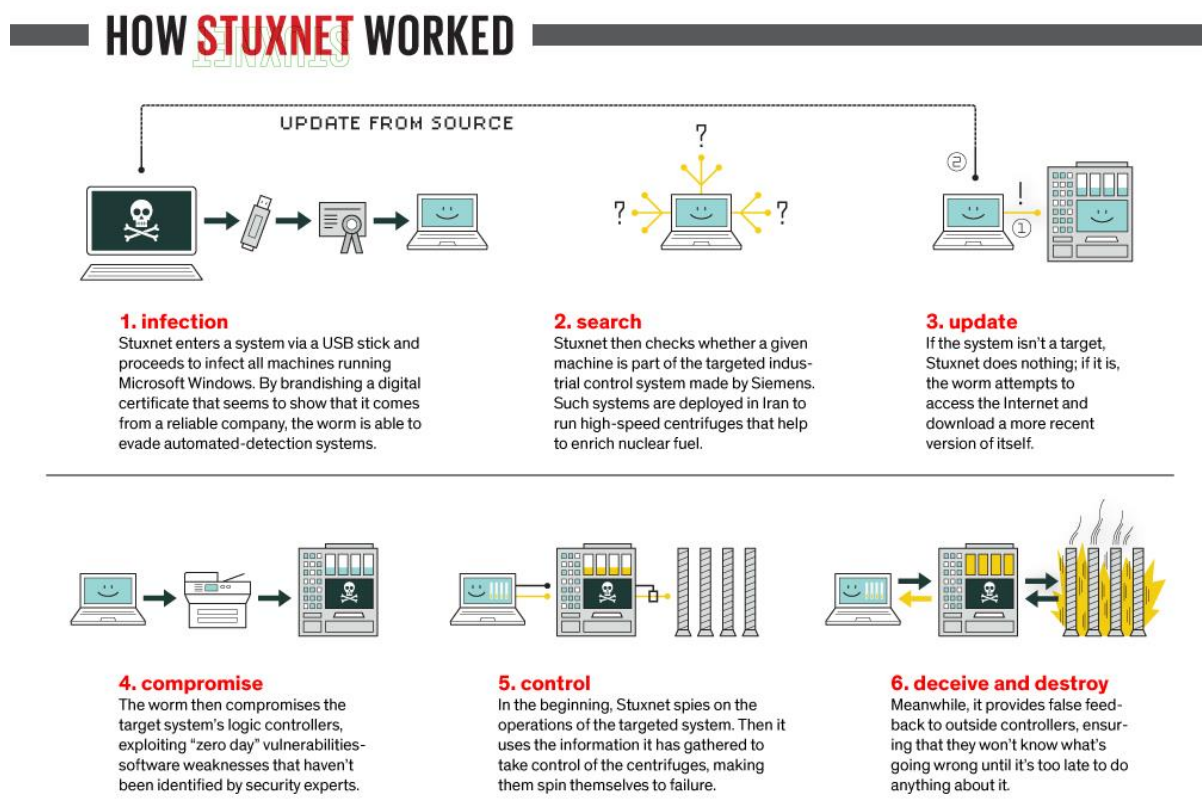 HOW STUXNET WORKED
STUXNET
UPDATE FROM SOURCE
?
?
?
2
!
1
1. infection
Stuxnet enters a system via a USB stick and
proceeds to infect all machines running
Microsoft Windows. By brandishing a digital
certificate that seems to show that it comes
from a reliable company, the worm is able to
evade automated-detection systems.
2. search
Stuxnet then checks whether a given
machine is part of the targeted indus-
trial control system made by Siemens.
Such systems are deployed in Iran to
run high-speed centrifuges that help
to enrich nuclear fuel.
3. update
If the system isn't a target,
Stuxnet does nothing; if it is,
the worm attempts to
access the Internet and
download a more recent
version of itself.
4. compromise
The worm then compromises the
target system's logic controllers,
exploiting “zero day” vulnerabilities-
software weaknesses that haven't
been identified by security experts.
5. control
In the beginning, Stuxnet spies on the
operations of the targeted system. Then it
uses the information it has gathered to
take control of the centrifuges, making
them spin themselves to failure.
6. deceive and destroy
Meanwhile, it provides false feed-
back to outside controllers, ensur-
ing that they won't know what's
going wrong until it's too late to do
anything about it.